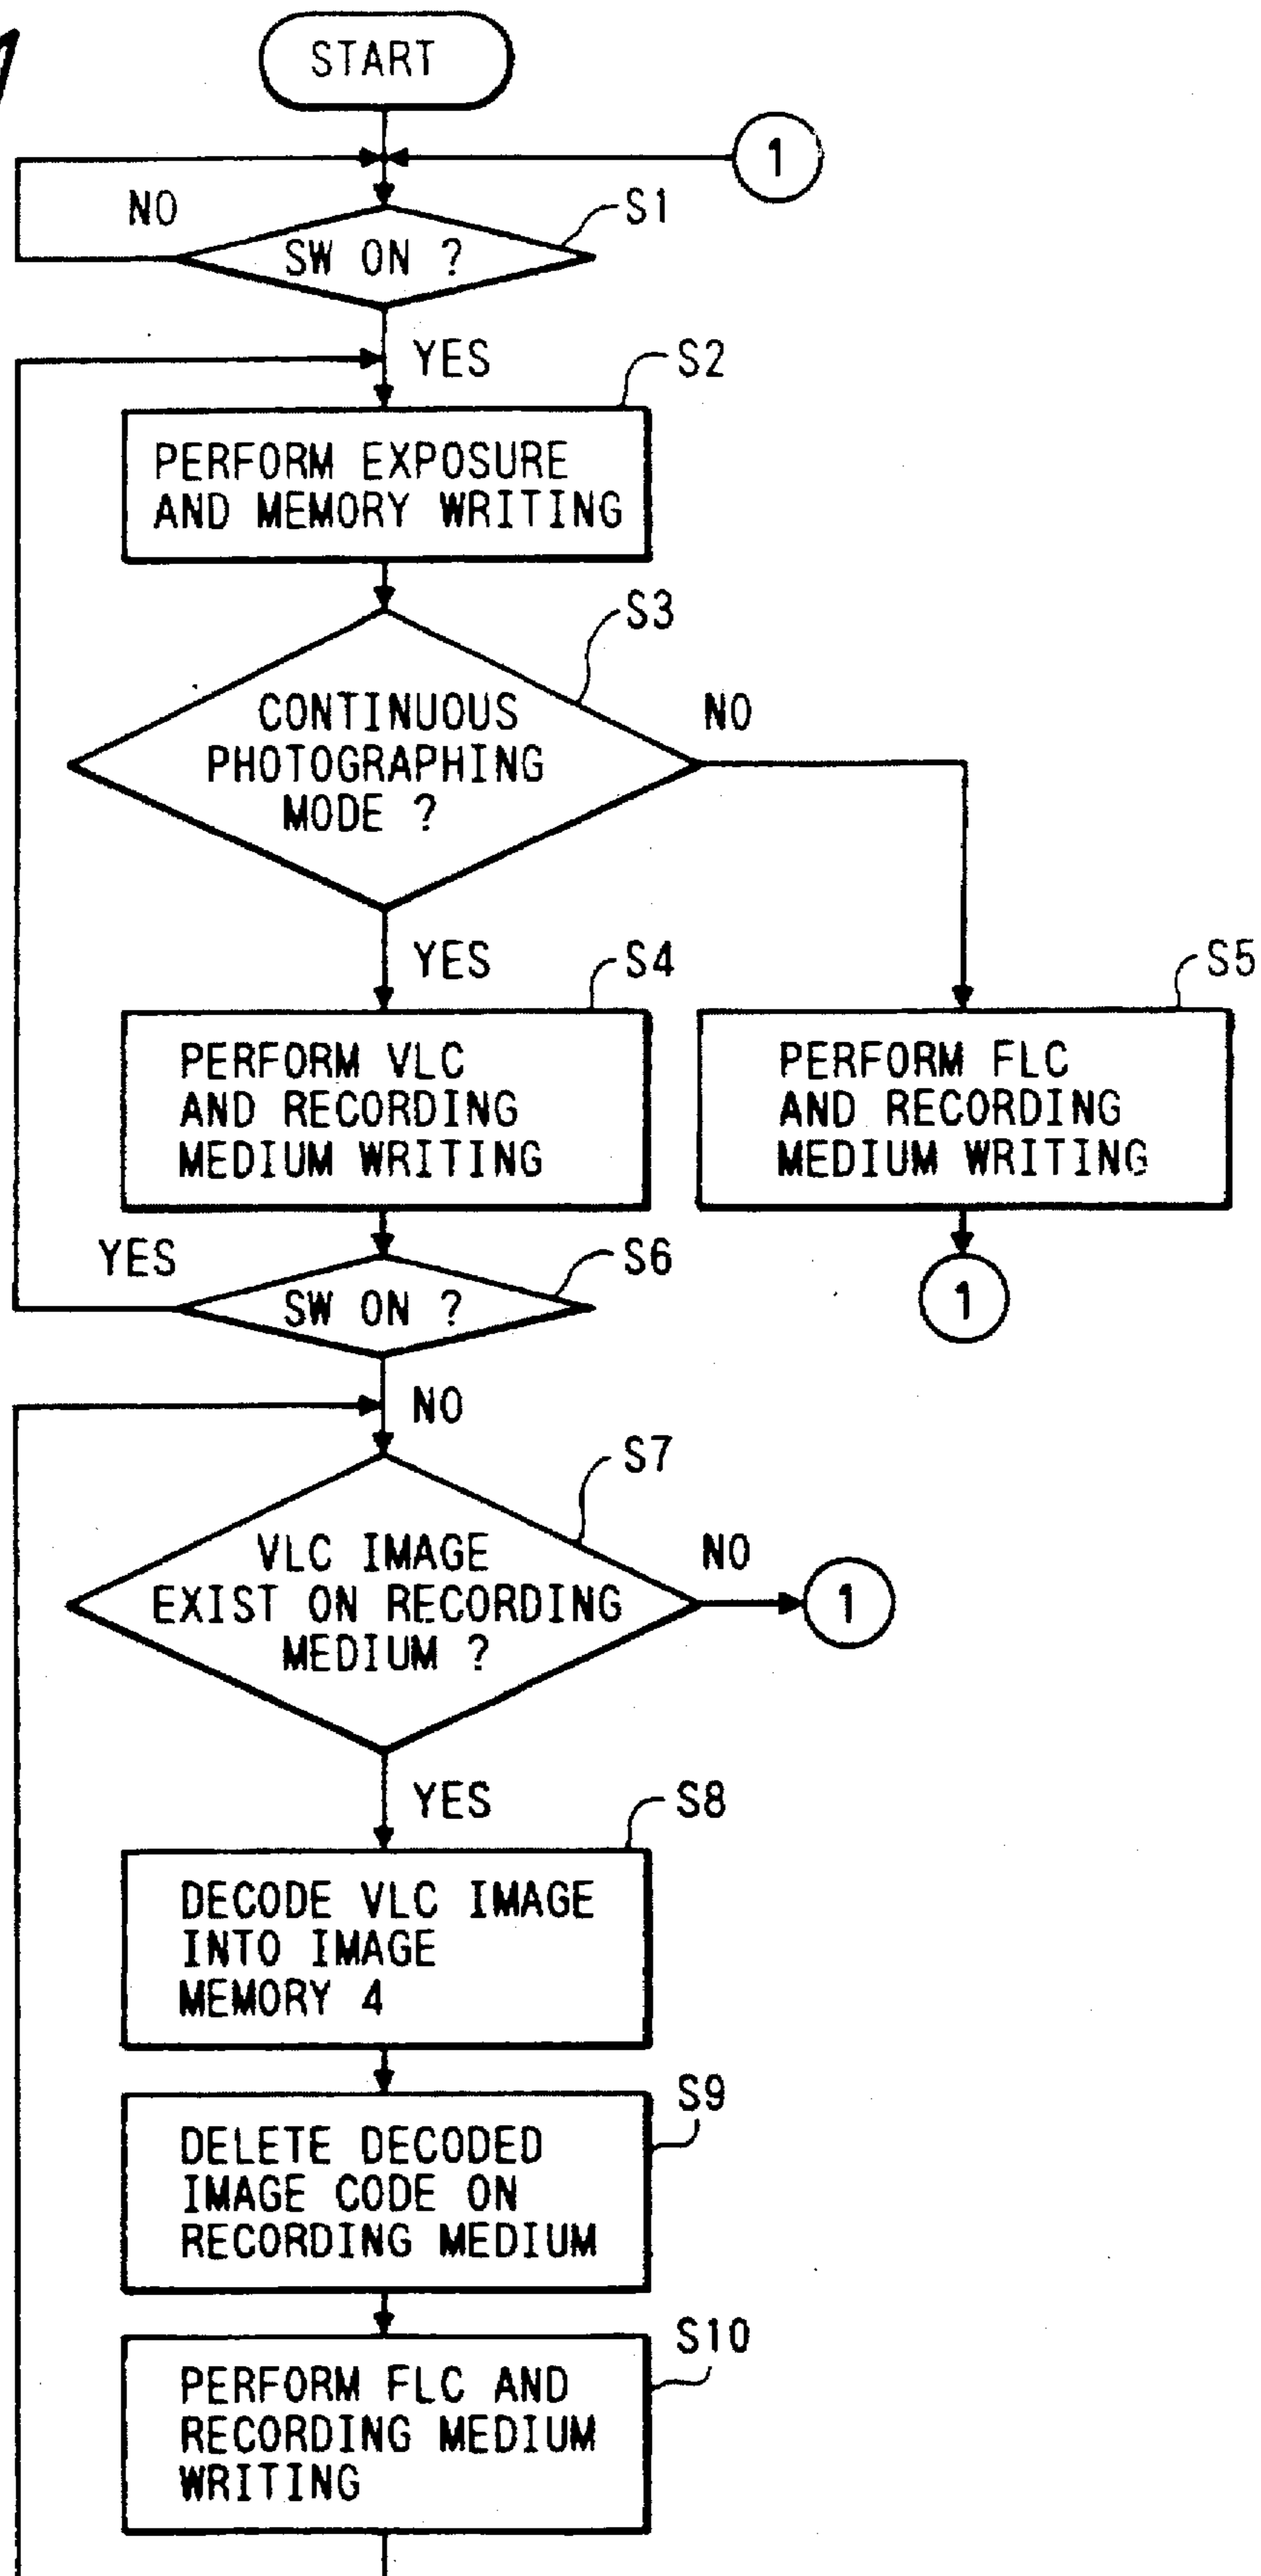 START
1
NO
S1
SW ON ?
YES
S2
PERFORM EXPOSURE
AND MEMORY WRITING
S3
CONTINUOUS
PHOTOGRAPHING
MODE ?
NO
YES
S4
S5
PERFORM VLC
AND RECORDING
MEDIUM WRITING
PERFORM FLC
AND RECORDING
MEDIUM WRITING
YES
S6
SW ON ?
1
NO
S7
VLC IMAGE
EXIST ON RECORDING
MEDIUM ?
NO
1
YES
S8
DECODE VLC IMAGE
INTO IMAGE
MEMORY 4
S9
DELETE DECODED
IMAGE CODE ON
RECORDING MEDIUM
S10
PERFORM FLC AND
RECORDING MEDIUM
WRITING